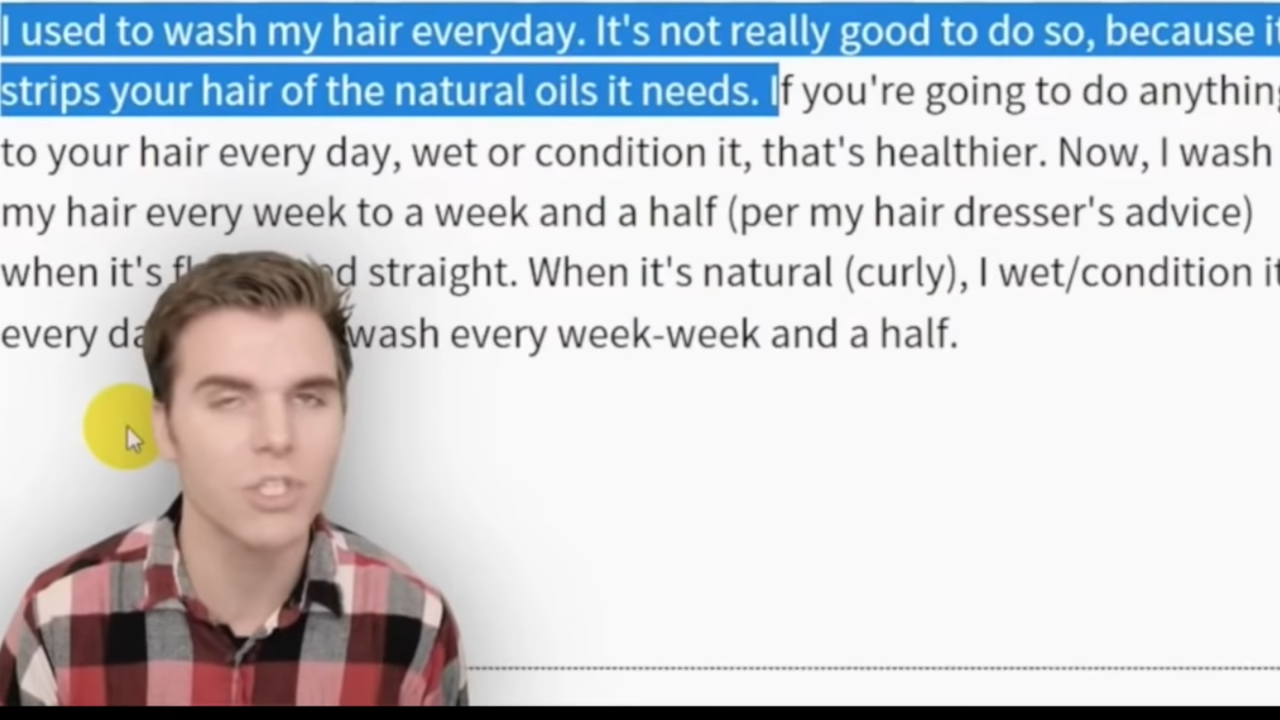 I used to wash my hair everyday. It's not really good to do so, because it
strips your hair of the natural oils it needs. If you're going to do anything
to your hair every day, wet or condition it, that's healthier. Now, I wash
my hair every week to a week and a half (per my hair dresser's advice)
when it's straight. When it's natural (curly), I wet/condition it
every wash every week-week and a half.